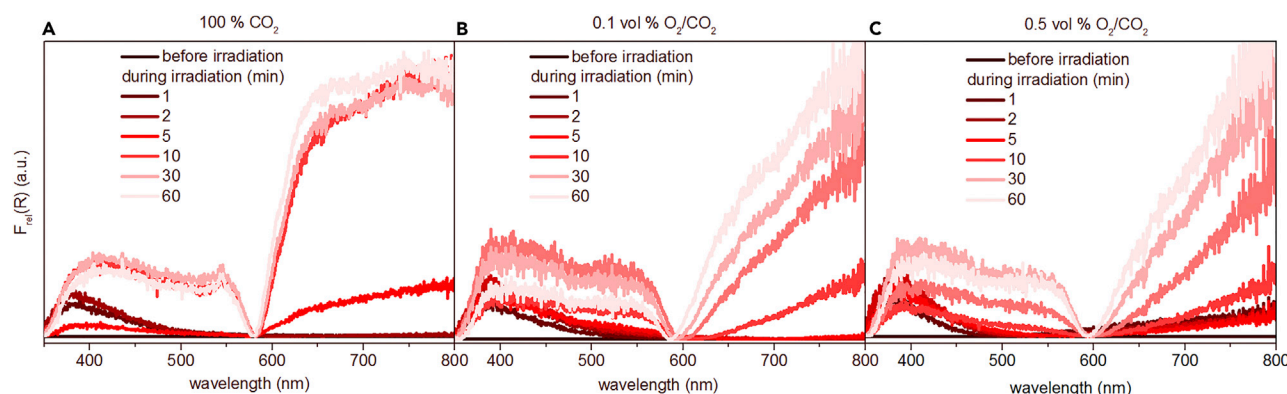 A
100 % CO₂
before irradiation
during irradiation (min)
1
2
5
10
30
60
Fᵣₑₗ(R) (a.u.)
400 500 600 700 800
wavelength (nm)
B
0.1 vol % O₂/CO₂
before irradiation
during irradiation (min)
1
2
5
10
30
60
400 500 600 700 800
wavelength (nm)
C
0.5 vol % O₂/CO₂
before irradiation
during irradiation (min)
1
2
5
10
30
60
400 500 600 700 800
wavelength (nm)